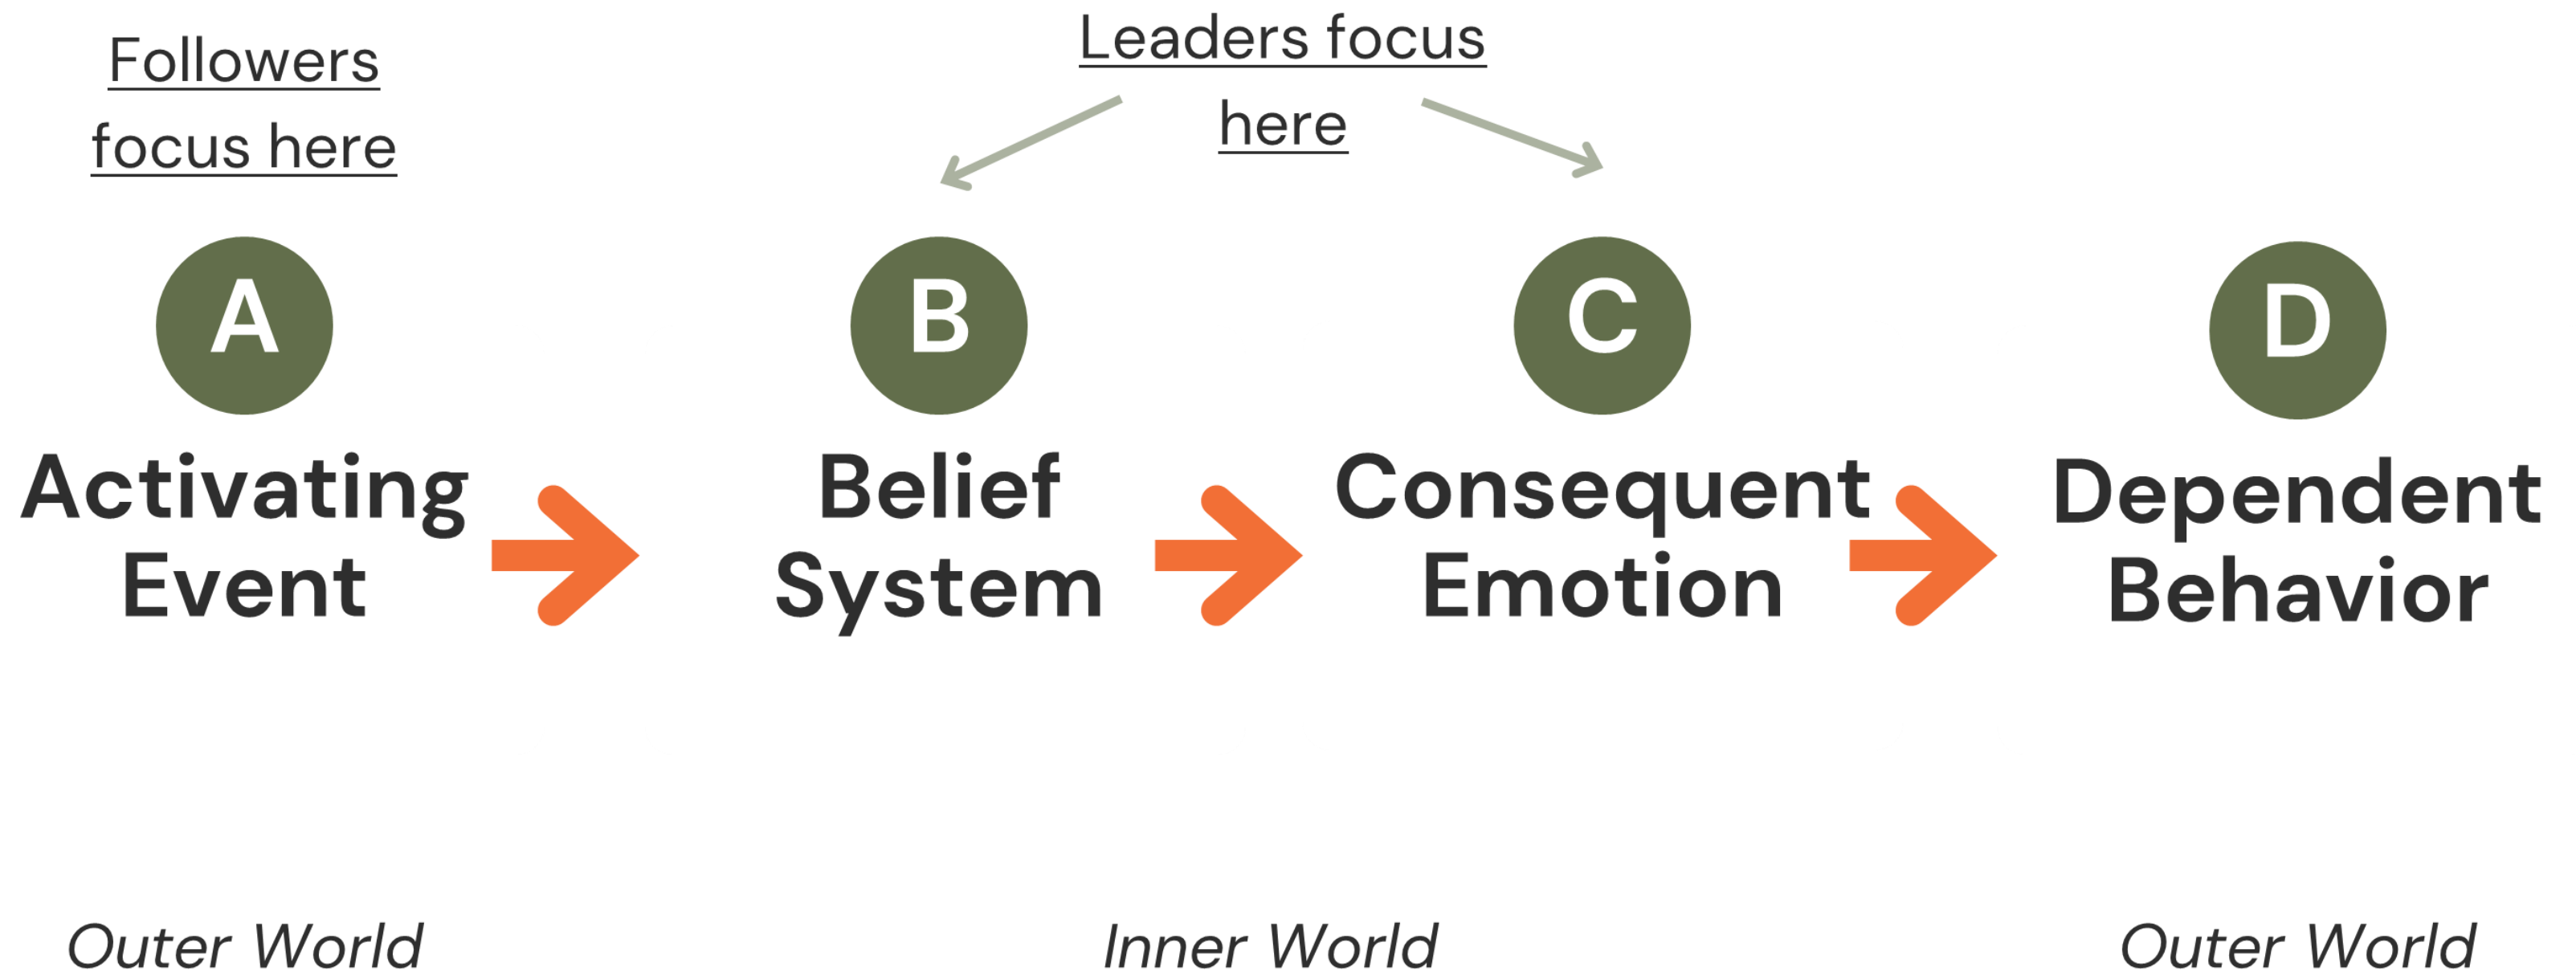 Followers
focus here
Leaders focus
here
A
B
C
D
Activating
Event
Belief
System
Consequent
Emotion
Dependent
Behavior
Outer World
Inner World
Outer World